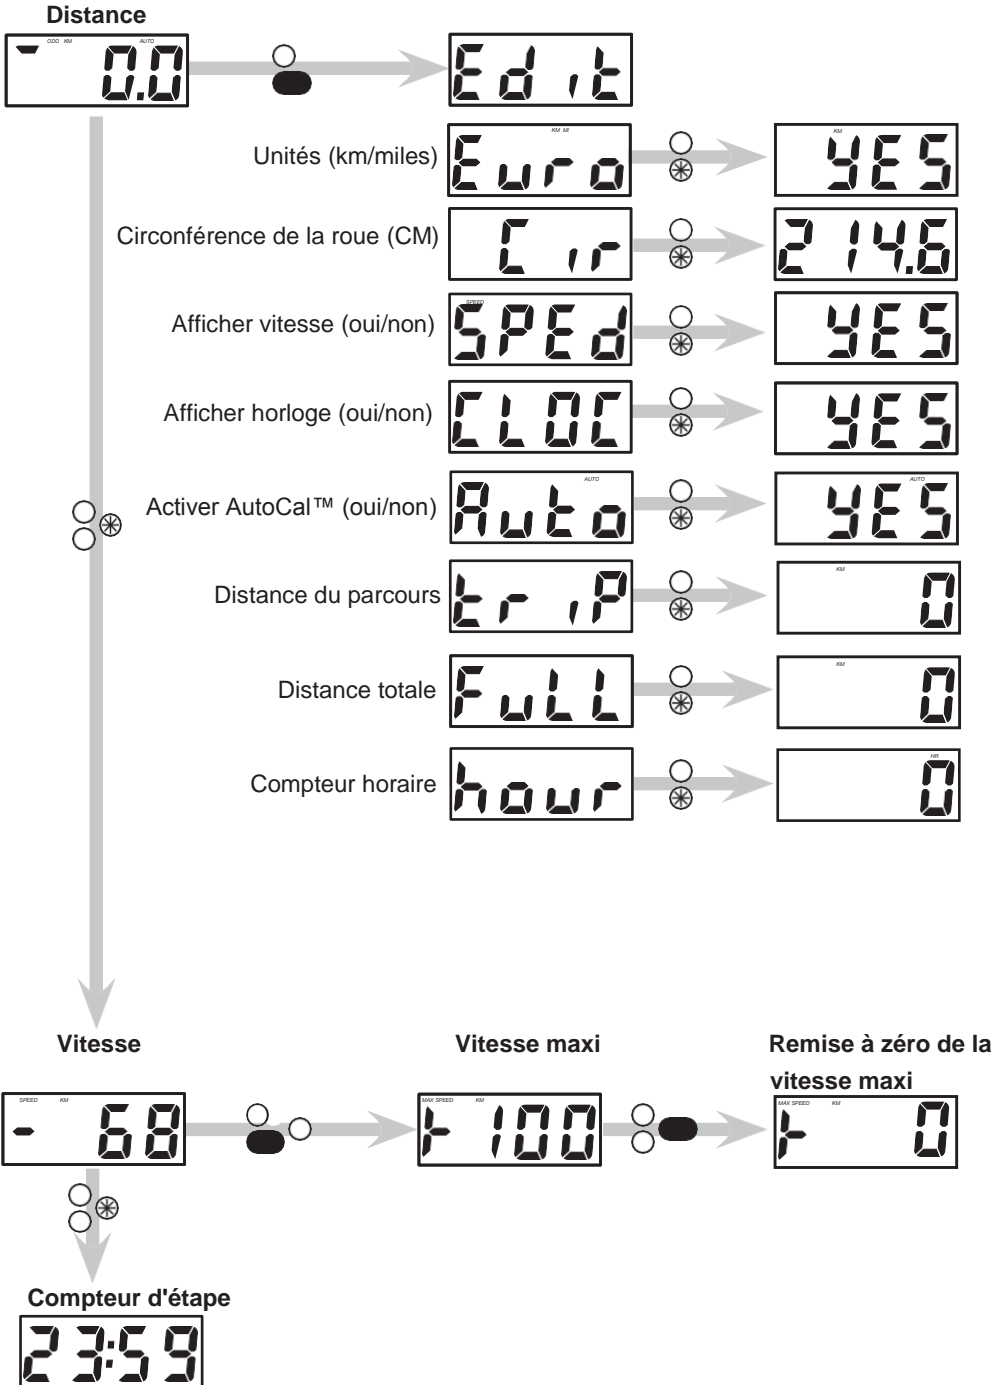 Distance
ODO KM AUTO
0.0
Edit
Unités (km/miles)
KM MI
Euro
KM
YES
Circonférence de la roue (CM)
Cir
214.6
Afficher vitesse (oui/non)
SPEED
SPEd
YES
Afficher horloge (oui/non)
CLOC
YES
Activer AutoCal™ (oui/non)
AUTO
Auto
AUTO
YES
Distance du parcours
triP
KM
0
Distance totale
FuLL
KM
0
Compteur horaire
hour
HR
0
Vitesse
SPEED KM
68
Vitesse maxi
MAX SPEED KM
100
Remise à zéro de la
vitesse maxi
MAX SPEED KM
0
Compteur d'étape
23:59